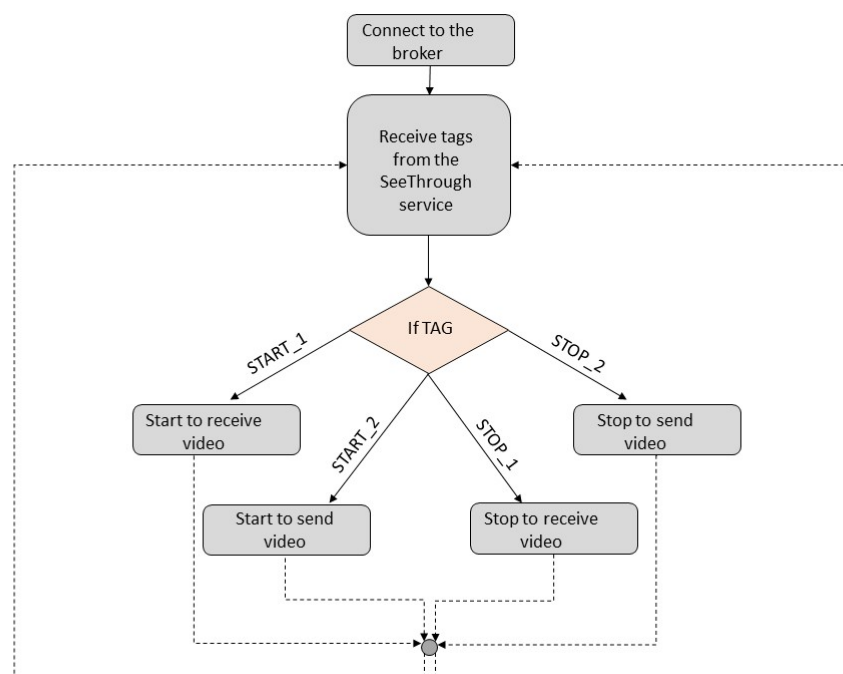 Connect to the
broker
Receive tags
from the
SeeThrough
service
If TAG
START_1
STOP_2
Start to receive
video
Stop to send
video
START_2
STOP_1
Start to send
video
Stop to receive
video